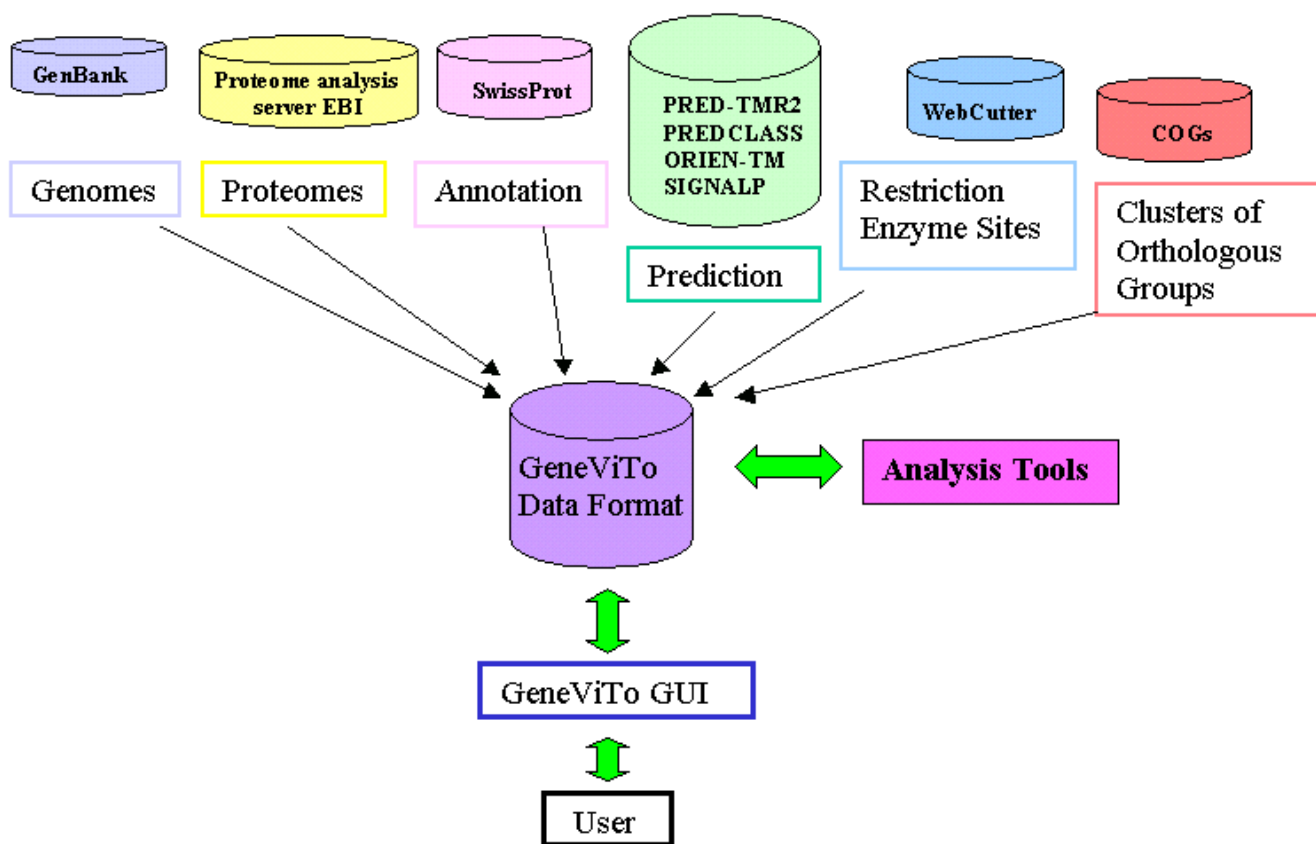 GenBank
Proteome analysis
server EBI
SwissProt
PRED-TMR2
PREDCLASS
ORIEN-TM
SIGNALP
WebCutter
COGs
Genomes
Proteomes
Annotation
Prediction
Restriction
Enzyme Sites
Clusters of
Orthologous
Groups
GeneViTo
Data Format
Analysis Tools
GeneViTo GUI
User